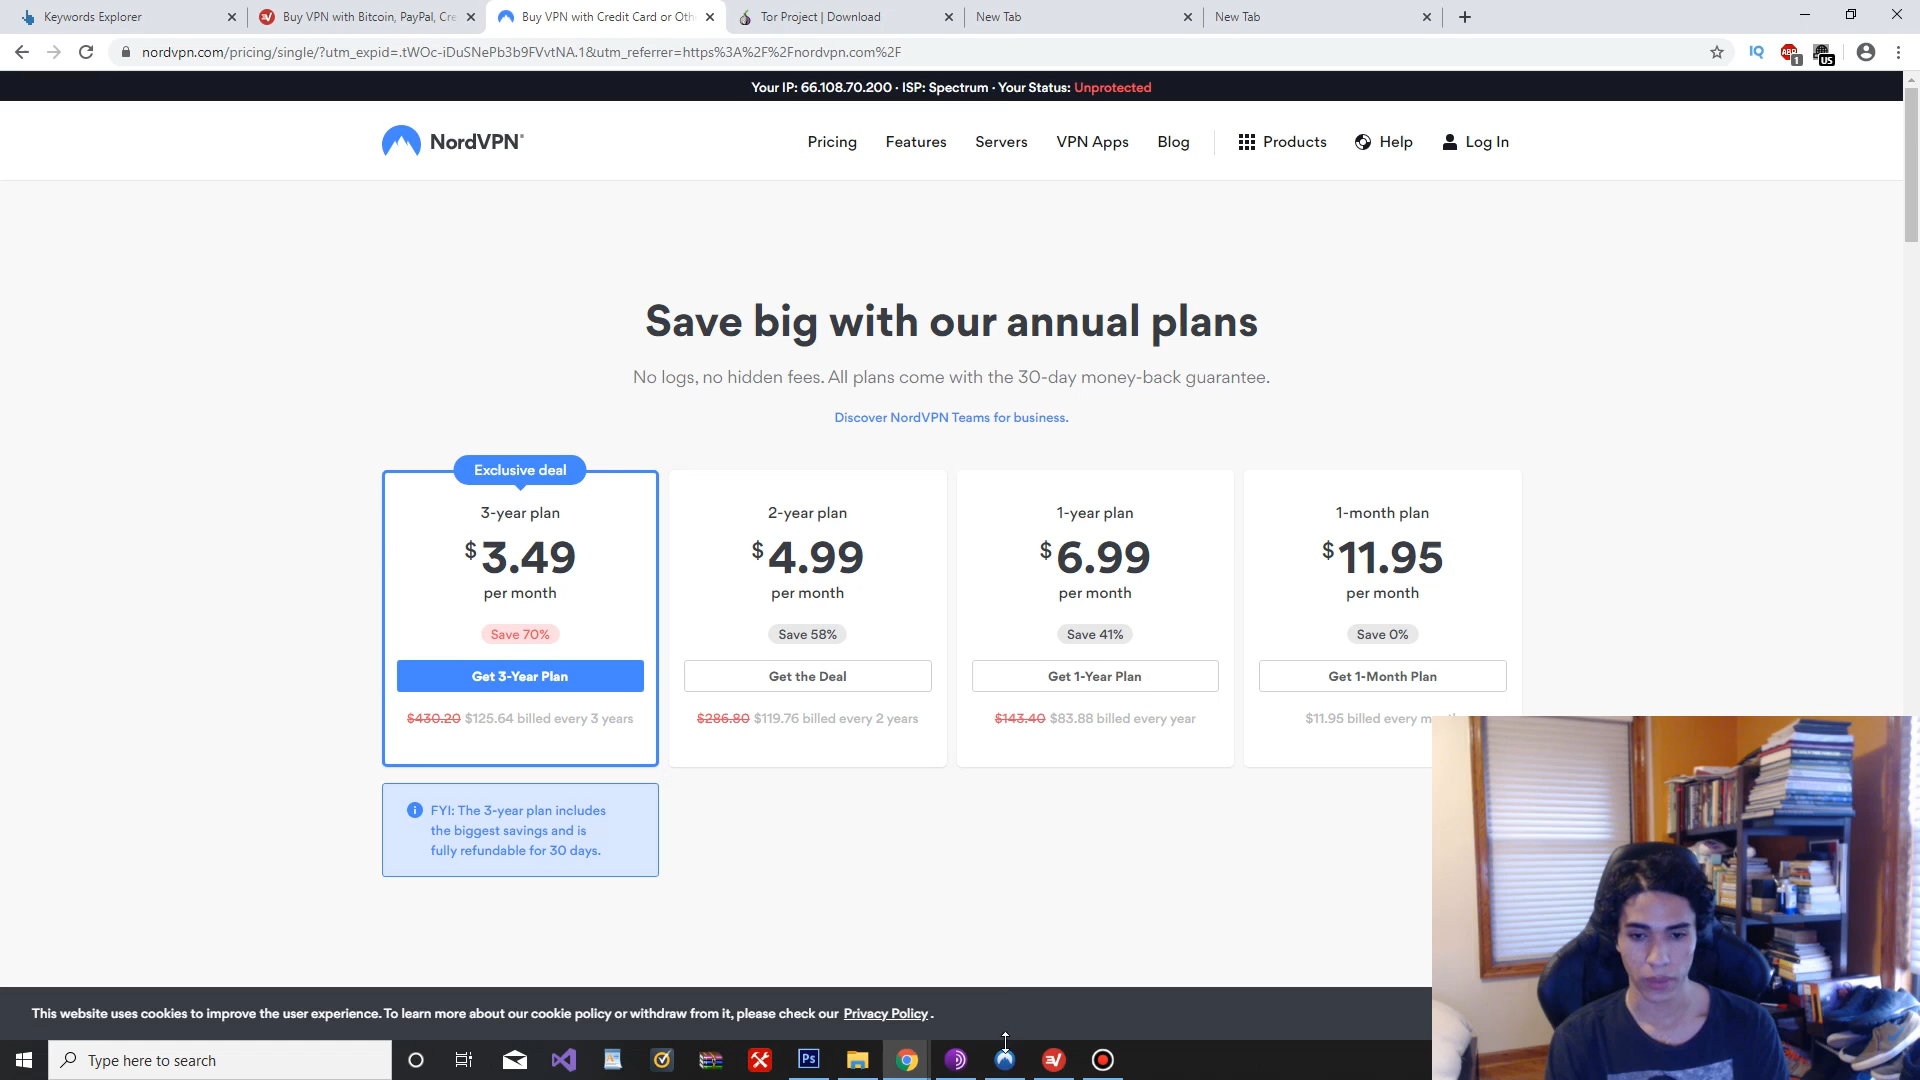 Keywords Explorer
Buy VPN with Bitcoin, PayPal, Cre
Buy VPN with Credit Card or Oth
Tor Project | Download
New Tab
New Tab
nordvpn.com/pricing/single/?utm_expid=.tWOc-iDuSNePb3b9FVvtNA.1&utm_referrer=https%3A%2F%2Fnordvpn.com%2F
IQ
ABP
1
US
Your IP: 66.108.70.200 · ISP: Spectrum · Your Status: Unprotected
NordVPN®
Pricing
Features
Servers
VPN Apps
Blog
Products
Help
Log In
Save big with our annual plans
No logs, no hidden fees. All plans come with the 30-day money-back guarantee.
Discover NordVPN Teams for business.
Exclusive deal
3-year plan
$3.49
per month
Save 70%
Get 3-Year Plan
$430.20 $125.64 billed every 3 years
FYI: The 3-year plan includes
the biggest savings and is
fully refundable for 30 days.
2-year plan
$4.99
per month
Save 58%
Get the Deal
$286.80 $119.76 billed every 2 years
1-year plan
$6.99
per month
Save 41%
Get 1-Year Plan
$143.40 $83.88 billed every year
1-month plan
$11.95
per month
Save 0%
Get 1-Month Plan
$11.95 billed every
This website uses cookies to improve the user experience. To learn more about our cookie policy or withdraw from it, please check our Privacy Policy .
Type here to search
Ps